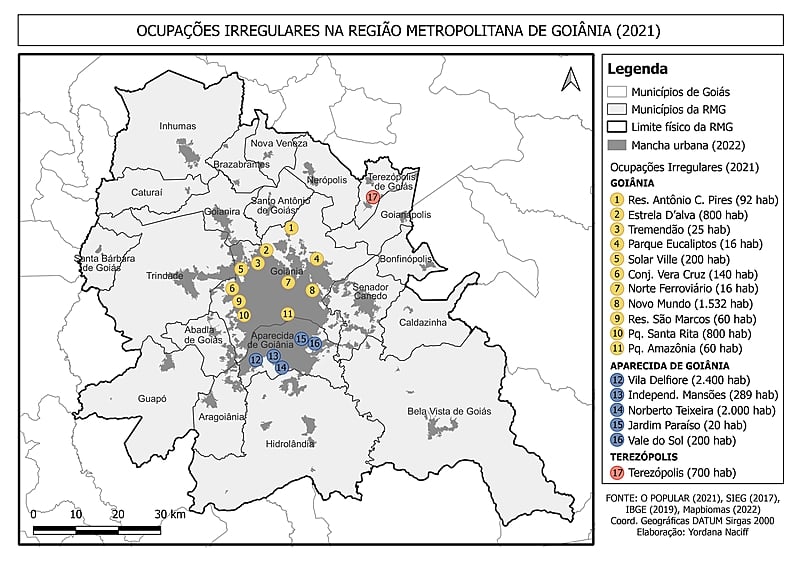 OCUPAÇÕES IRREGULARES NA REGIÃO METROPOLITANA DE GOIÂNIA (2021)
Inhumas
Nova Veneza
Brazabrantes
Nerópolis
Terezópolis
de Goiás
17
Caturaí
Santo Antônio
de Goiás
Goianira
Goianápolis
1
2
3
4
5
Goiânia
Santa Bárbara
de Goiás
Bonfinópolis
Trindade
6
7
8
Senador
Canedo
9
10
11
Caldazinha
Abadia
de Goiás
Aparecida
de Goiânia
15
16
12
13
14
Guapó
Aragoiânia
Bela Vista de Goiás
Hidrolândia
0 10 20 30 km
Legenda
Municípios de Goiás
Municípios da RMG
Limite físico da RMG
Mancha urbana (2022)
Ocupações Irregulares (2021)
GOIÂNIA
1 Res. Antônio C. Pires (92 hab)
2 Estrela D'alva (800 hab)
3 Tremendão (25 hab)
4 Parque Eucaliptos (16 hab)
5 Solar Ville (200 hab)
6 Conj. Vera Cruz (140 hab)
7 Norte Ferroviário (16 hab)
8 Novo Mundo (1.532 hab)
9 Res. São Marcos (60 hab)
10 Pq. Santa Rita (800 hab)
11 Pq. Amazônia (60 hab)
APARECIDA DE GOIÂNIA
12 Vila Delfiore (2.400 hab)
13 Independ. Mansões (289 hab)
14 Norberto Teixeira (2.000 hab)
15 Jardim Paraíso (20 hab)
16 Vale do Sol (200 hab)
TEREZÓPOLIS
17 Terezópolis (700 hab)
FONTE: O POPULAR (2021), SIEG (2017),
IBGE (2019), Mapbiomas (2022)
Coord. Geográficas DATUM Sirgas 2000
Elaboração: Yordana Naciff